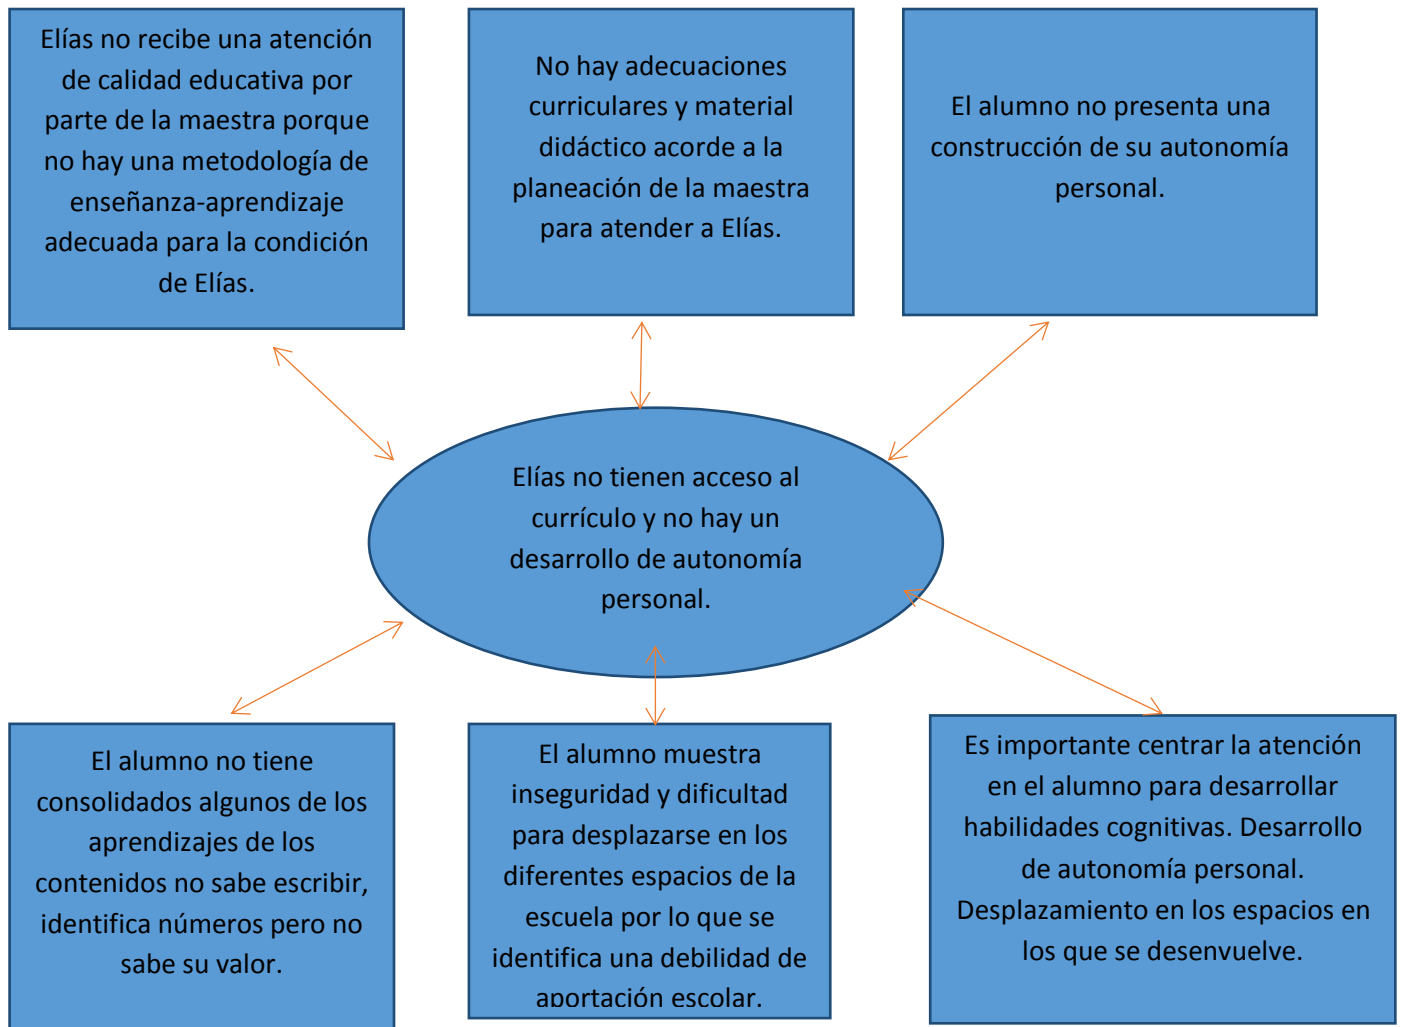 Elías no recibe una atención
de calidad educativa por
parte de la maestra porque
no hay una metodología de
enseñanza-aprendizaje
adecuada para la condición
de Elías.
No hay adecuaciones
curriculares y material
didáctico acorde a la
planeación de la maestra
para atender a Elías.
El alumno no presenta una
construcción de su autonomía
personal.
Elías no tienen acceso al
currículo y no hay un
desarrollo de autonomía
personal.
El alumno no tiene
consolidados algunos de los
aprendizajes de los
contenidos no sabe escribir,
identifica números pero no
sabe su valor.
El alumno muestra
inseguridad y dificultad
para desplazarse en los
diferentes espacios de la
escuela por lo que se
identifica una debilidad de
aportación escolar.
Es importante centrar la atención
en el alumno para desarrollar
habilidades cognitivas. Desarrollo
de autonomía personal.
Desplazamiento en los espacios en
los que se desenvuelve.